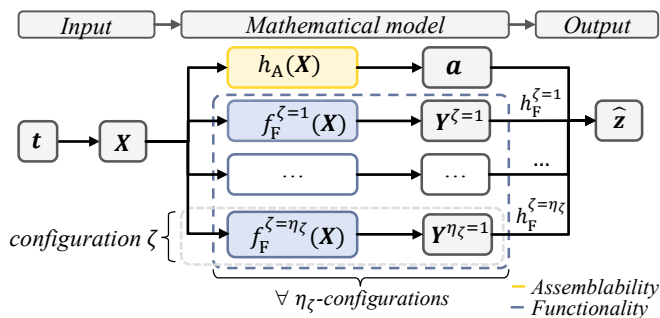 Input Mathematical model Output
h_A(X) a
h_F^{ζ=1}
f_F^{ζ=1}(X) Y^{ζ=1}
t X ẑ
... ... ...
h_F^{ζ=η_ζ}
configuration ζ f_F^{ζ=η_ζ}(X) Y^{η_ζ=1}
∀ η_ζ-configurations
Assemblability
Functionality